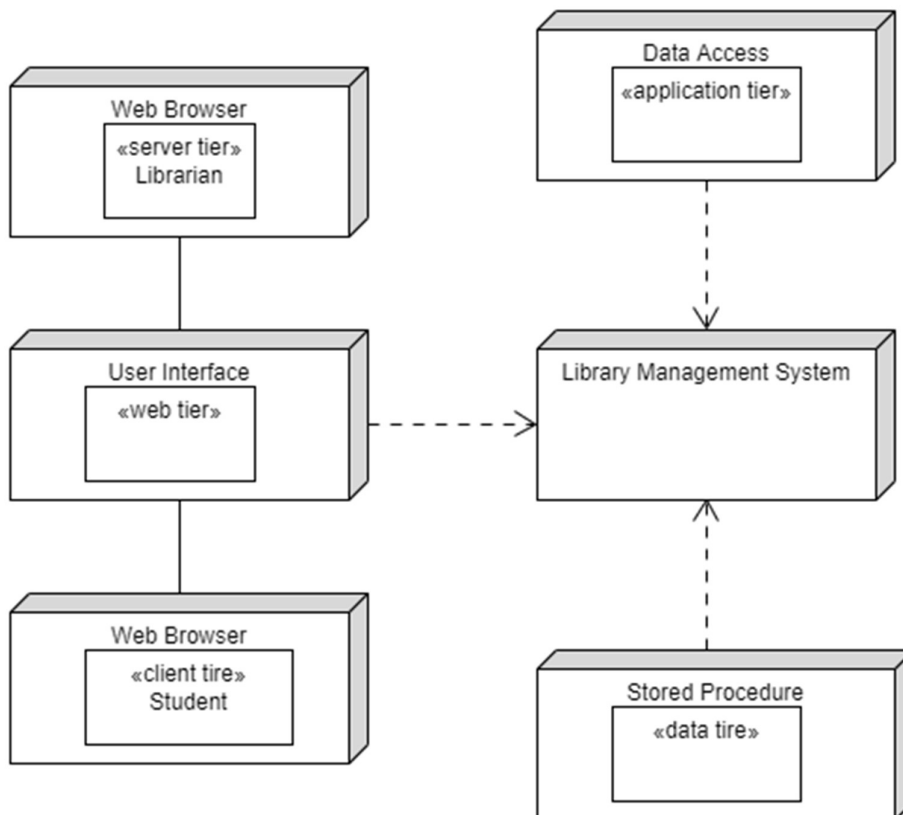 Web Browser
«server tier»
Librarian
User Interface
«web tier»
Web Browser
«client tire»
Student
Data Access
«application tier»
Library Management System
Stored Procedure
«data tire»